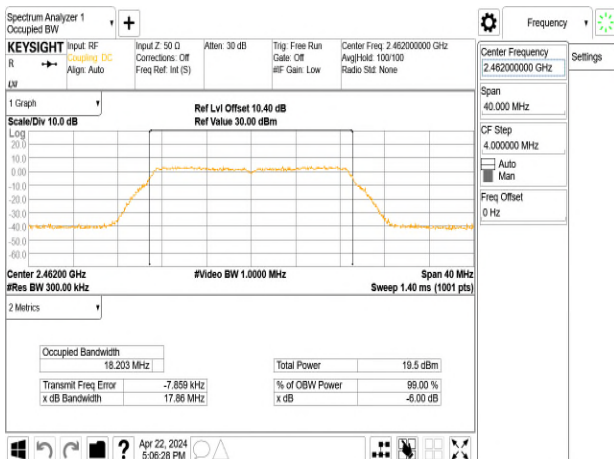 Spectrum Analyzer 1
Occupied BW
Frequency
KEYSIGHT
R
Input: RF
Coupling: DC
Align: Auto
Input Z: 50 Ω
Corrections: Off
Freq Ref: Int (S)
Atten: 30 dB
Trig: Free Run
Gate: Off
#IF Gain: Low
Center Freq: 2.462000000 GHz
Avg|Hold: 100/100
Radio Std: None
Center Frequency
2.462000000 GHz
Settings
Span
40.000 MHz
CF Step
4.000000 MHz
Auto
Man
Freq Offset
0 Hz
1 Graph
Scale/Div 10.0 dB
Ref Lvl Offset 10.40 dB
Ref Value 30.00 dBm
Log
20.0
10.0
0.00
-10.0
-20.0
-30.0
-40.0
-50.0
-60.0
Center 2.46200 GHz
#Video BW 1.0000 MHz
Span 40 MHz
#Res BW 300.00 kHz
Sweep 1.40 ms (1001 pts)
2 Metrics
Occupied Bandwidth
18.203 MHz
Total Power 19.5 dBm
Transmit Freq Error -7.859 kHz
% of OBW Power 99.00 %
x dB Bandwidth 17.86 MHz
x dB -6.00 dB
?
Apr 22, 2024
5:06:28 PM